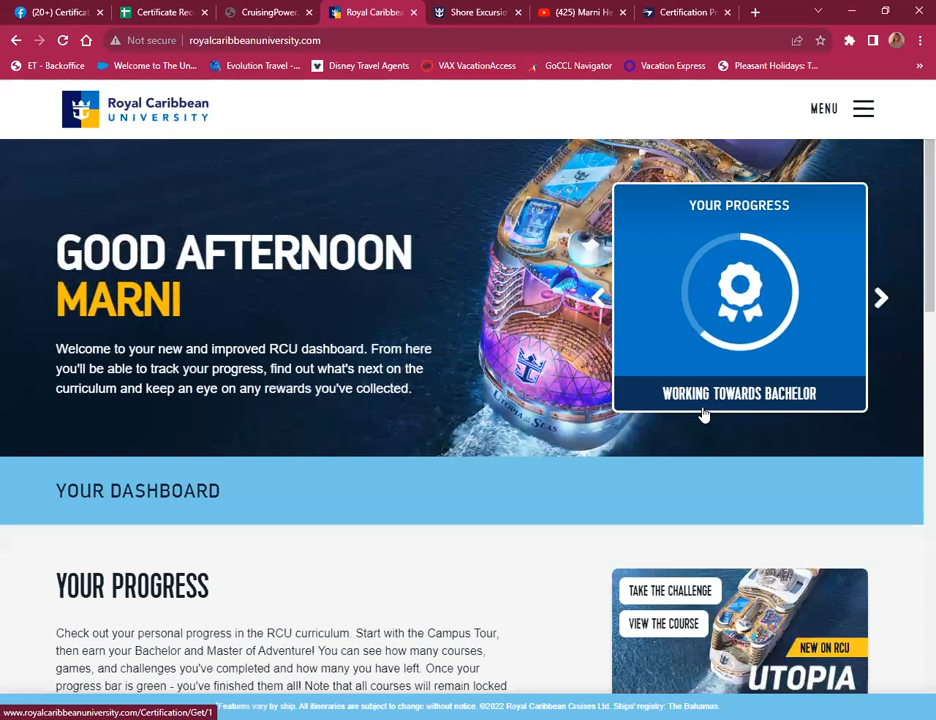 (20+) Certificat
Certificate Rec
CruisingPower.
Royal Caribbea
Shore Excursio
(425) Marni He
Certification Pr
Not secure
royalcaribbeanuniversity.com
ET - Backoffice
Welcome to The Un...
Evolution Travel -...
Disney Travel Agents
VAX VacationAccess
GoCCL Navigator
Vacation Express
Pleasant Holidays: T...
»
Royal Caribbean
UNIVERSITY
MENU
GOOD AFTERNOON
MARNI
Welcome to your new and improved RCU dashboard. From here
you'll be able to track your progress, find out what's next on the
curriculum and keep an eye on any rewards you've collected.
YOUR PROGRESS
WORKING TOWARDS BACHELOR
UTOPIA OF THE SEAS
YOUR DASHBOARD
YOUR PROGRESS
Check out your personal progress in the RCU curriculum. Start with the Campus Tour,
then earn your Bachelor and Master of Adventure! You can see how many courses,
games, and challenges you've completed and how many you have left. Once your
progress bar is green - you've finished them all! Note that all courses will remain locked
TAKE THE CHALLENGE
VIEW THE COURSE
NEW ON RCU
UTOPIA
www.royalcaribbeanuniversity.com/Certification/Get/1
*Features vary by ship. All itineraries are subject to change without notice. ©2022 Royal Caribbean Cruises Ltd. Ships' registry: The Bahamas.